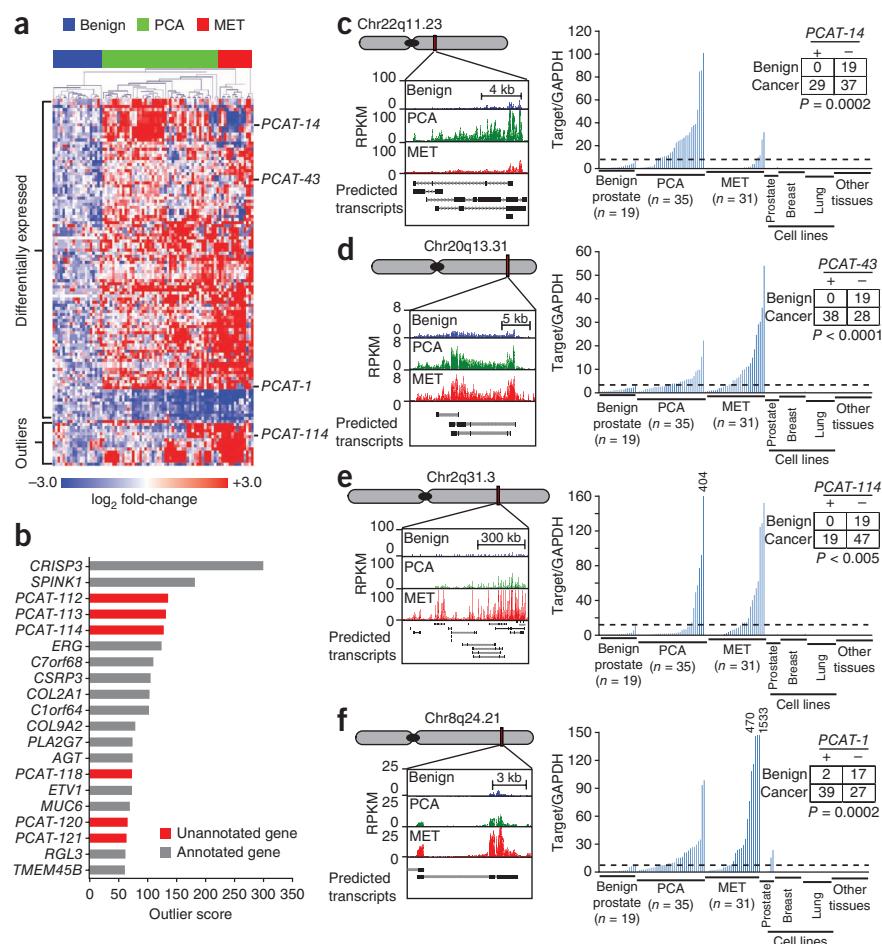 a
Benign PCA MET
PCAT-14
PCAT-43
PCAT-1
PCAT-114
Differentially expressed
Outliers
–3.0 +3.0
log2 fold-change
b
CRISP3
SPINK1
PCAT-112
PCAT-113
PCAT-114
ERG
C7orf68
CSRP3
COL2A1
C1orf64
COL9A2
PLA2G7
AGT
PCAT-118
ETV1
MUC6
PCAT-120
PCAT-121
RGL3
TMEM45B
Unannotated gene
Annotated gene
0 50 100 150 200 250 300 350
Outlier score
c
Chr22q11.23
100
Benign
4 kb
0
100
PCA
0
100
MET
0
RPKM
Predicted
transcripts
Target/GAPDH
120
100
80
60
40
20
0
PCAT-14
+ –
Benign 0 19
Cancer 29 37
P = 0.0002
Benign
prostate
(n = 19)
PCA
(n = 35)
MET
(n = 31)
Prostate
Breast
Lung
Other
tissues
Cell lines
d
Chr20q13.31
8
Benign
5 kb
0
8
PCA
0
8
MET
0
RPKM
Predicted
transcripts
Target/GAPDH
60
50
40
30
20
10
0
PCAT-43
+ –
Benign 0 19
Cancer 38 28
P < 0.0001
Benign
prostate
(n = 19)
PCA
(n = 35)
MET
(n = 31)
Prostate
Breast
Lung
Other
tissues
Cell lines
e
Chr2q31.3
100
Benign
300 kb
0
100
PCA
0
100
MET
0
RPKM
Predicted
transcripts
Target/GAPDH
160
120
80
40
0
404
PCAT-114
+ –
Benign 0 19
Cancer 19 47
P < 0.005
Benign
prostate
(n = 19)
PCA
(n = 35)
MET
(n = 31)
Prostate
Breast
Lung
Other
tissues
Cell lines
f
Chr8q24.21
25
Benign
3 kb
0
25
PCA
0
25
MET
0
RPKM
Predicted
transcripts
Target/GAPDH
150
120
90
60
30
0
470
1533
PCAT-1
+ –
Benign 2 17
Cancer 39 27
P = 0.0002
Benign
prostate
(n = 19)
PCA
(n = 35)
MET
(n = 31)
Prostate
Breast
Lung
Other
tissues
Cell lines